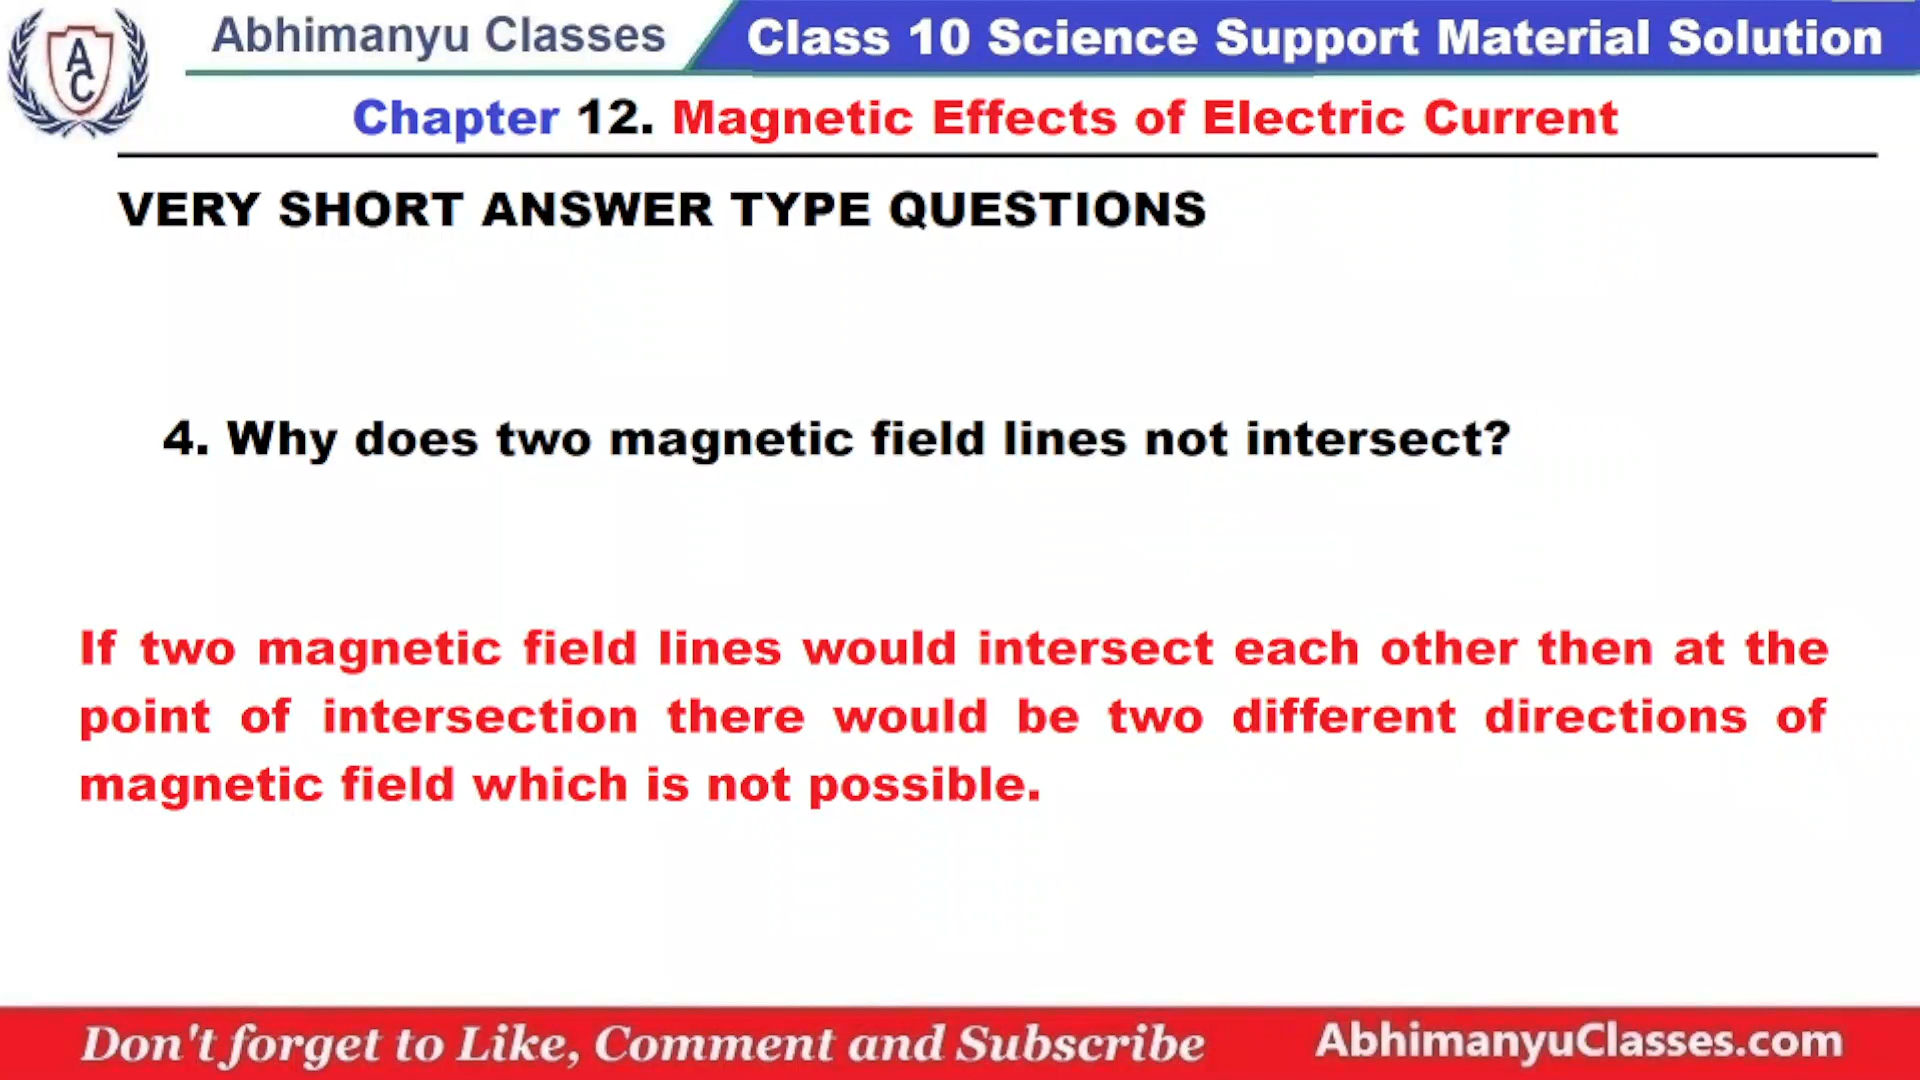 A
C
Abhimanyu Classes
Class 10 Science Support Material Solution
Chapter 12. Magnetic Effects of Electric Current
VERY SHORT ANSWER TYPE QUESTIONS
4. Why does two magnetic field lines not intersect?
If two magnetic field lines would intersect each other then at the
point of intersection there would be two different directions of
magnetic field which is not possible.
Don't forget to Like, Comment and Subscribe
AbhimanyuClasses.com